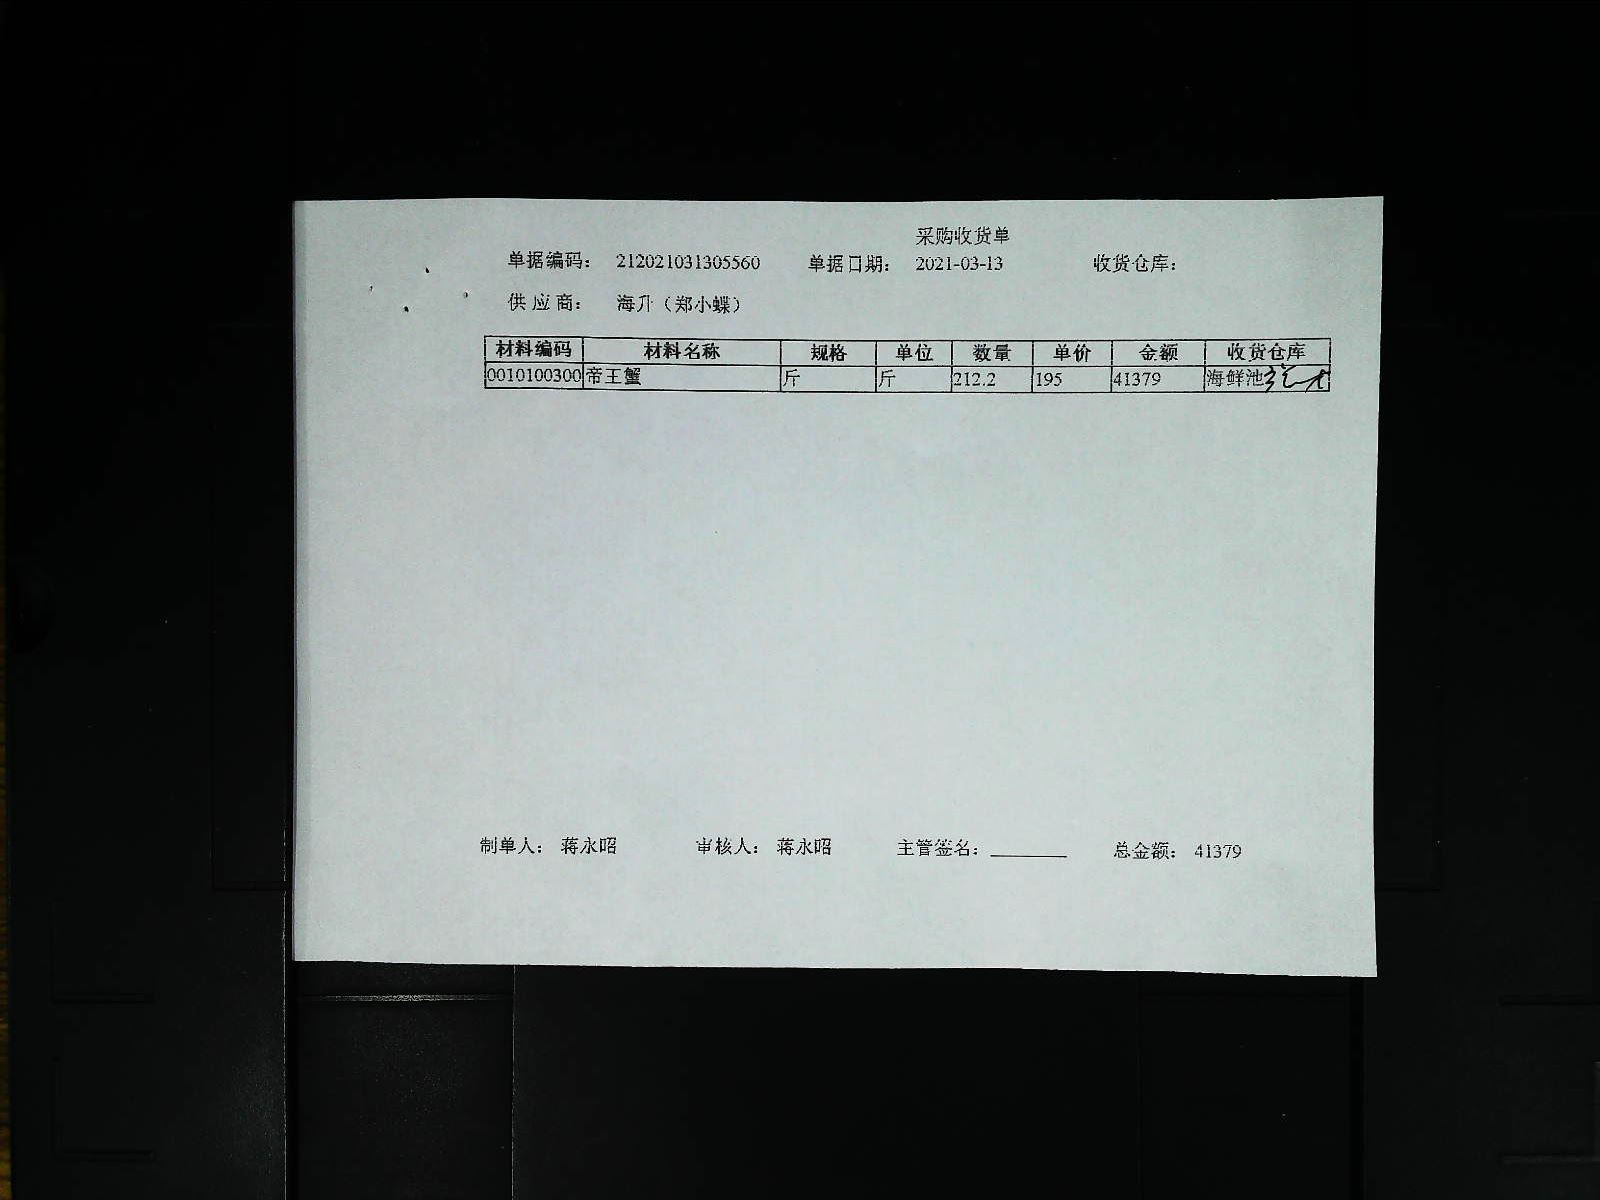 采购收货单
单据编码： 212021031305560 单据日期： 2021-03-13 收货仓库：
供 应 商： 海升（郑小蝶）
材料编码 材料名称 规格 单位 数量 单价 金额 收货仓库
0010100300 帝王蟹 斤 斤 212.2 195 41379 海鲜池
制单人： 蒋永昭 审核人： 蒋永昭 主管签名： 总金额： 41379